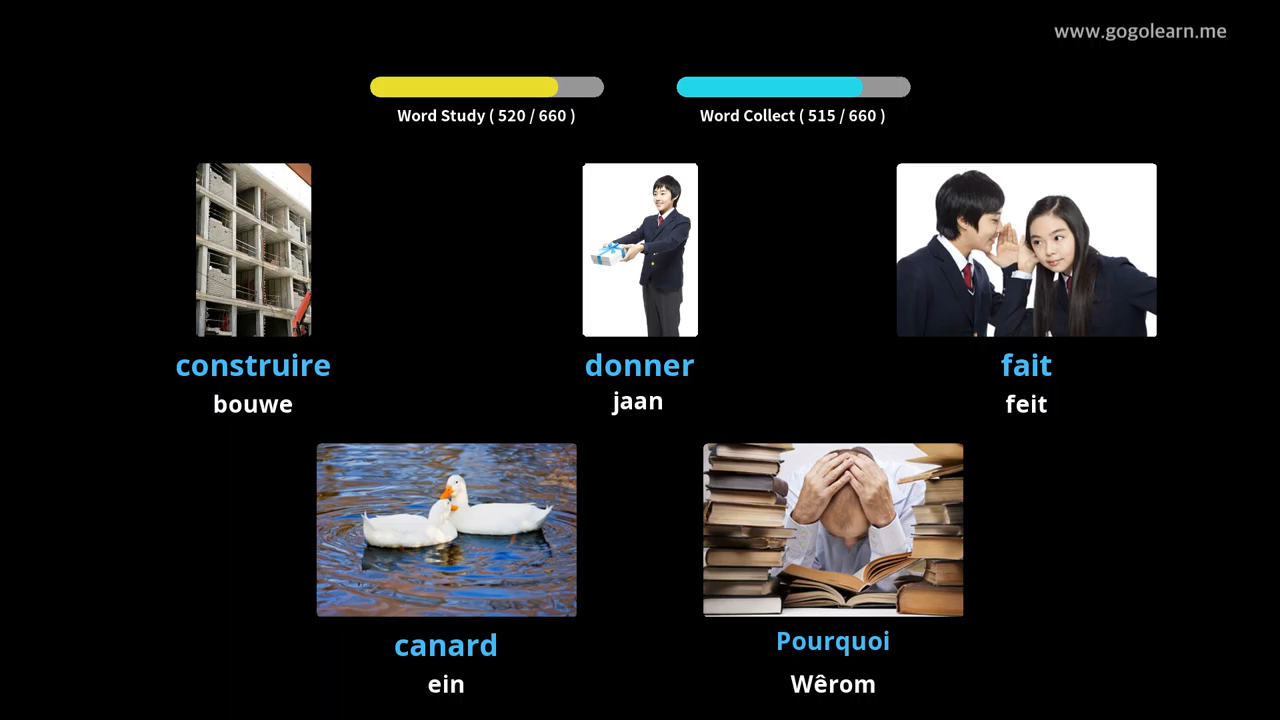 www.gogolearn.me
Word Study ( 520 / 660 )
Word Collect ( 515 / 660 )
construire
bouwe
donner
jaan
fait
feit
canard
ein
Pourquoi
Wêrom